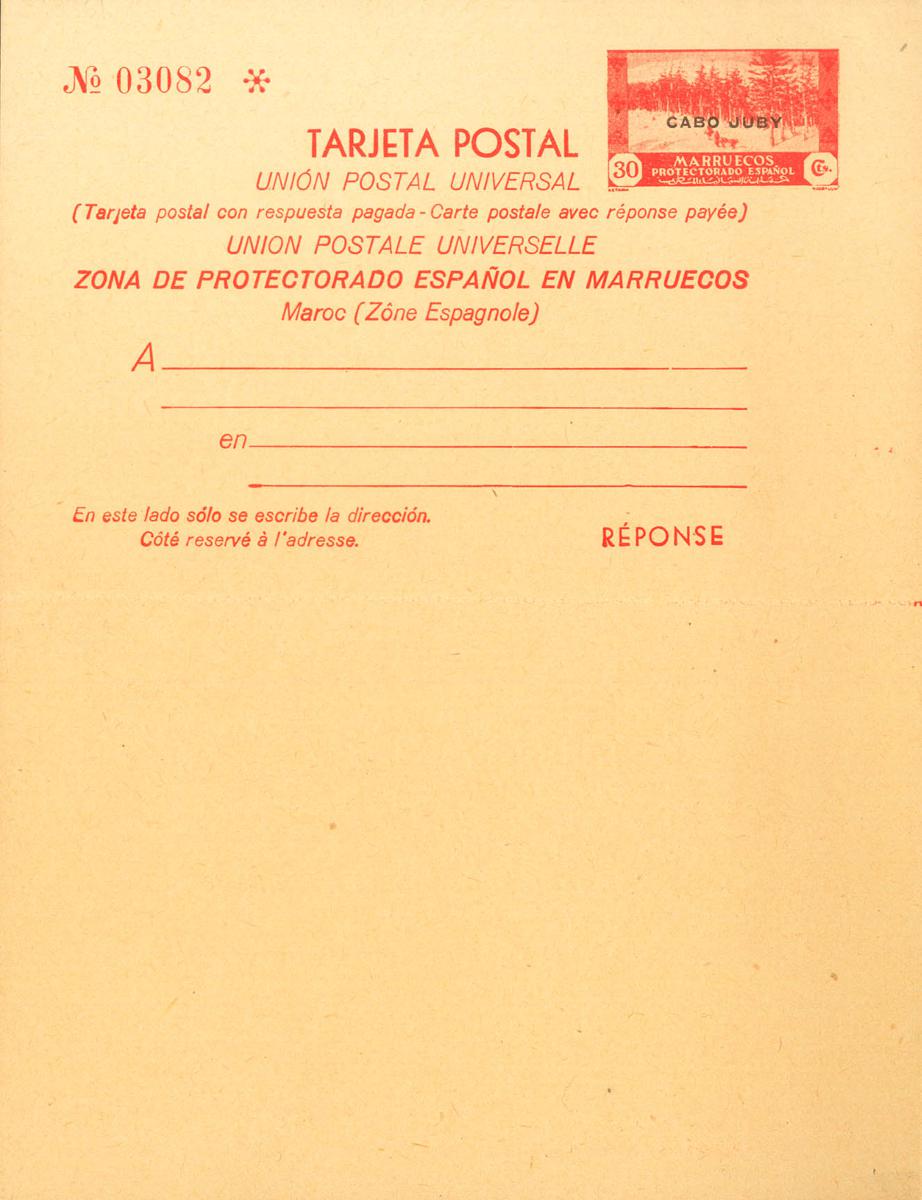 Nº 03082 *
CABO JUBY
30 MARRUECOS Cts.
PROTECTORADO ESPAÑOL
TARJETA POSTAL
UNIÓN POSTAL UNIVERSAL
(Tarjeta postal con respuesta pagada - Carte postale avec réponse payée)
UNION POSTALE UNIVERSELLE
ZONA DE PROTECTORADO ESPAÑOL EN MARRUECOS
Maroc (Zône Espagnole)
A
en
En este lado sólo se escribe la dirección.
Côté reservé à l'adresse.
RÉPONSE